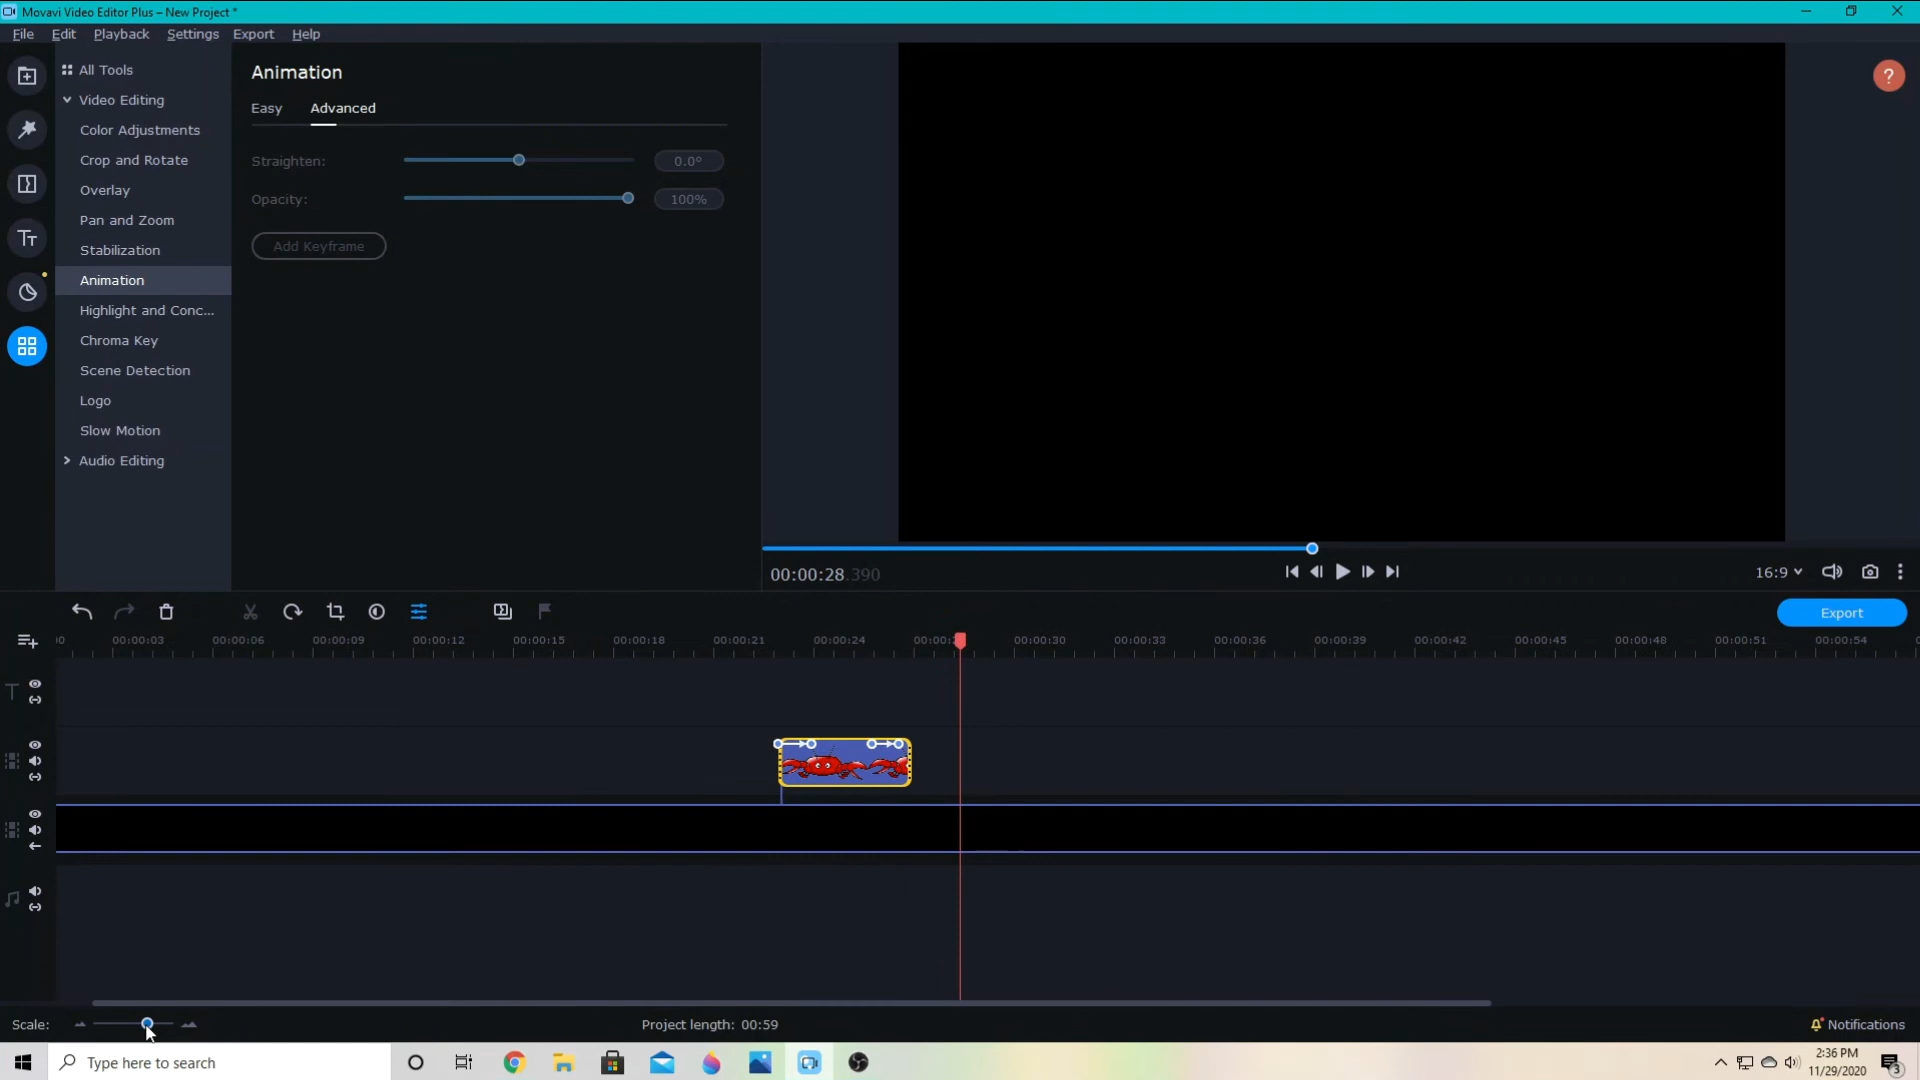 Movavi Video Editor Plus – New Project *
File Edit Playback Settings Export Help
All Tools
Video Editing
Color Adjustments
Crop and Rotate
Overlay
Pan and Zoom
Stabilization
Animation
Highlight and Conc...
Chroma Key
Scene Detection
Logo
Slow Motion
Audio Editing
Animation
Easy Advanced
Straighten: 0.0°
Opacity: 100%
Add Keyframe
?
00:00:28.390
16:9
Export
00:00:03 00:00:06 00:00:09 00:00:12 00:00:15 00:00:18 00:00:21 00:00:24 00:00:30 00:00:33 00:00:36 00:00:39 00:00:42 00:00:45 00:00:48 00:00:51 00:00:54
Scale:
Project length: 00:59
Notifications
Type here to search
2:36 PM
11/29/2020
3